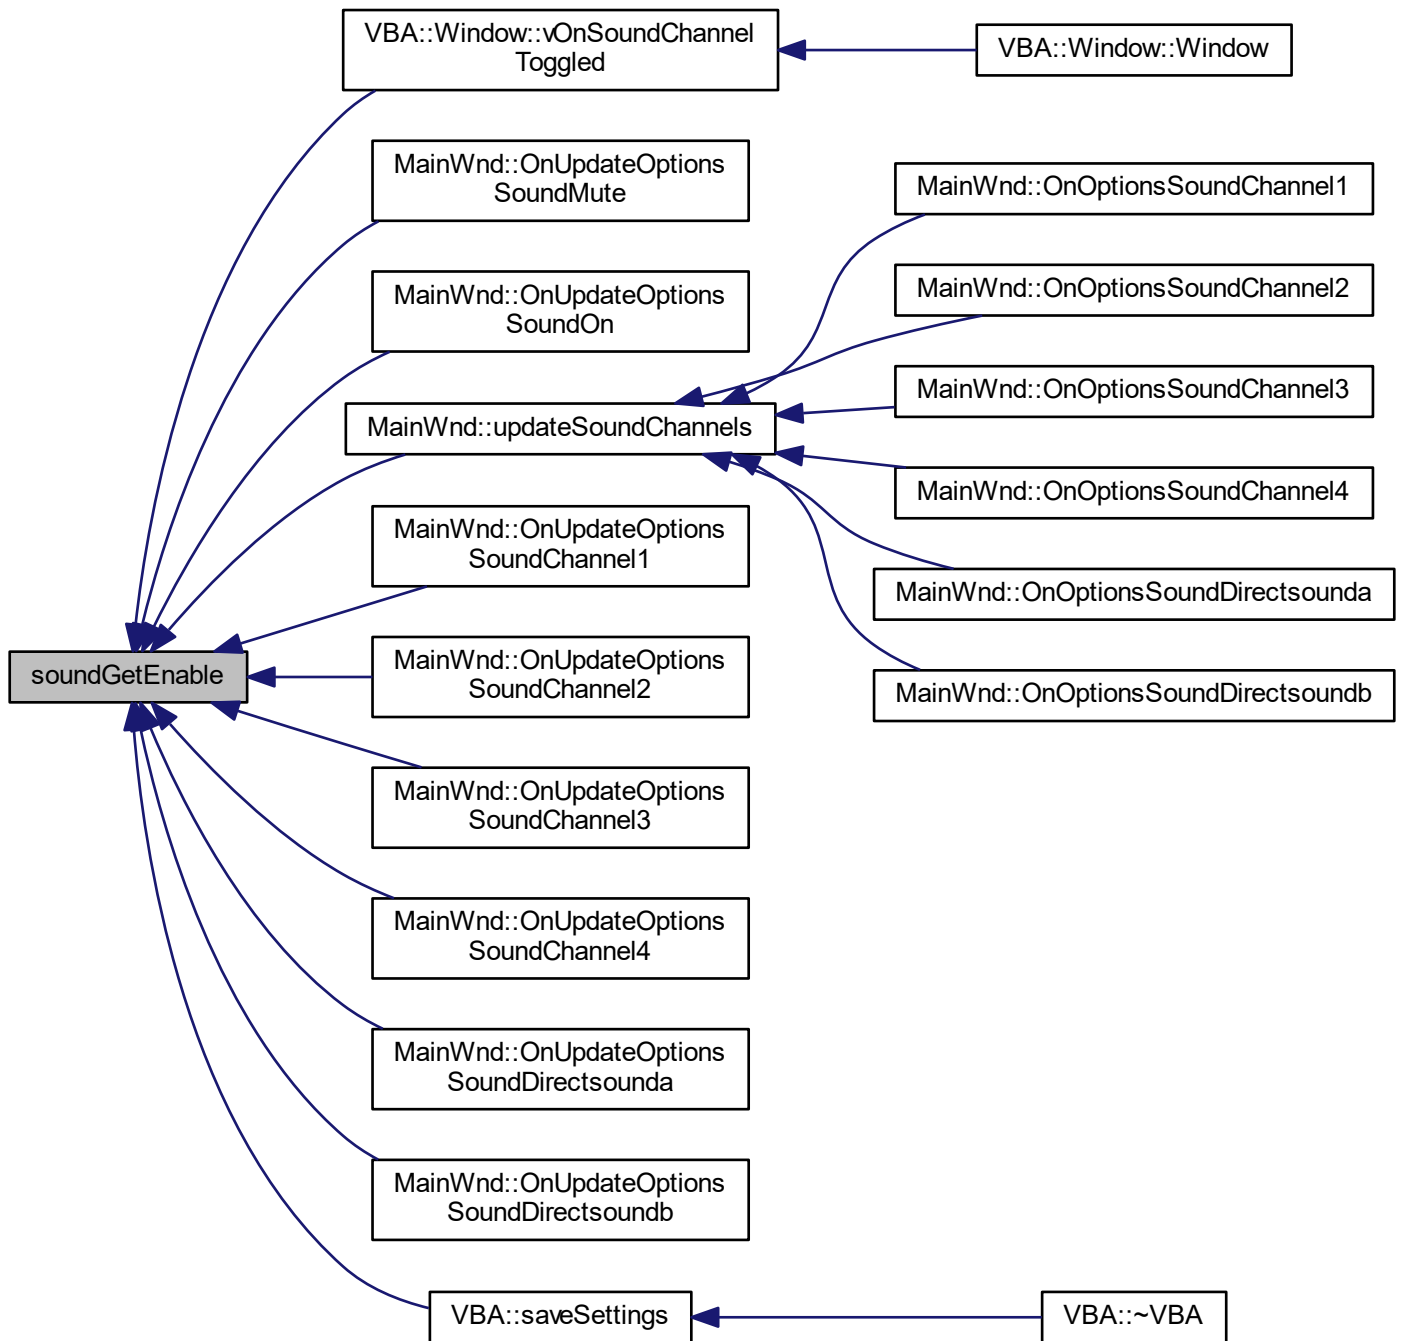 VBA::Window::vOnSoundChannel
Toggled
VBA::Window::Window
MainWnd::OnUpdateOptions
SoundMute
MainWnd::OnUpdateOptions
SoundOn
MainWnd::updateSoundChannels
MainWnd::OnOptionsSoundChannel1
MainWnd::OnOptionsSoundChannel2
MainWnd::OnOptionsSoundChannel3
MainWnd::OnOptionsSoundChannel4
MainWnd::OnOptionsSoundDirectsounda
MainWnd::OnOptionsSoundDirectsoundb
MainWnd::OnUpdateOptions
SoundChannel1
soundGetEnable
MainWnd::OnUpdateOptions
SoundChannel2
MainWnd::OnUpdateOptions
SoundChannel3
MainWnd::OnUpdateOptions
SoundChannel4
MainWnd::OnUpdateOptions
SoundDirectsounda
MainWnd::OnUpdateOptions
SoundDirectsoundb
VBA::saveSettings
VBA::~VBA